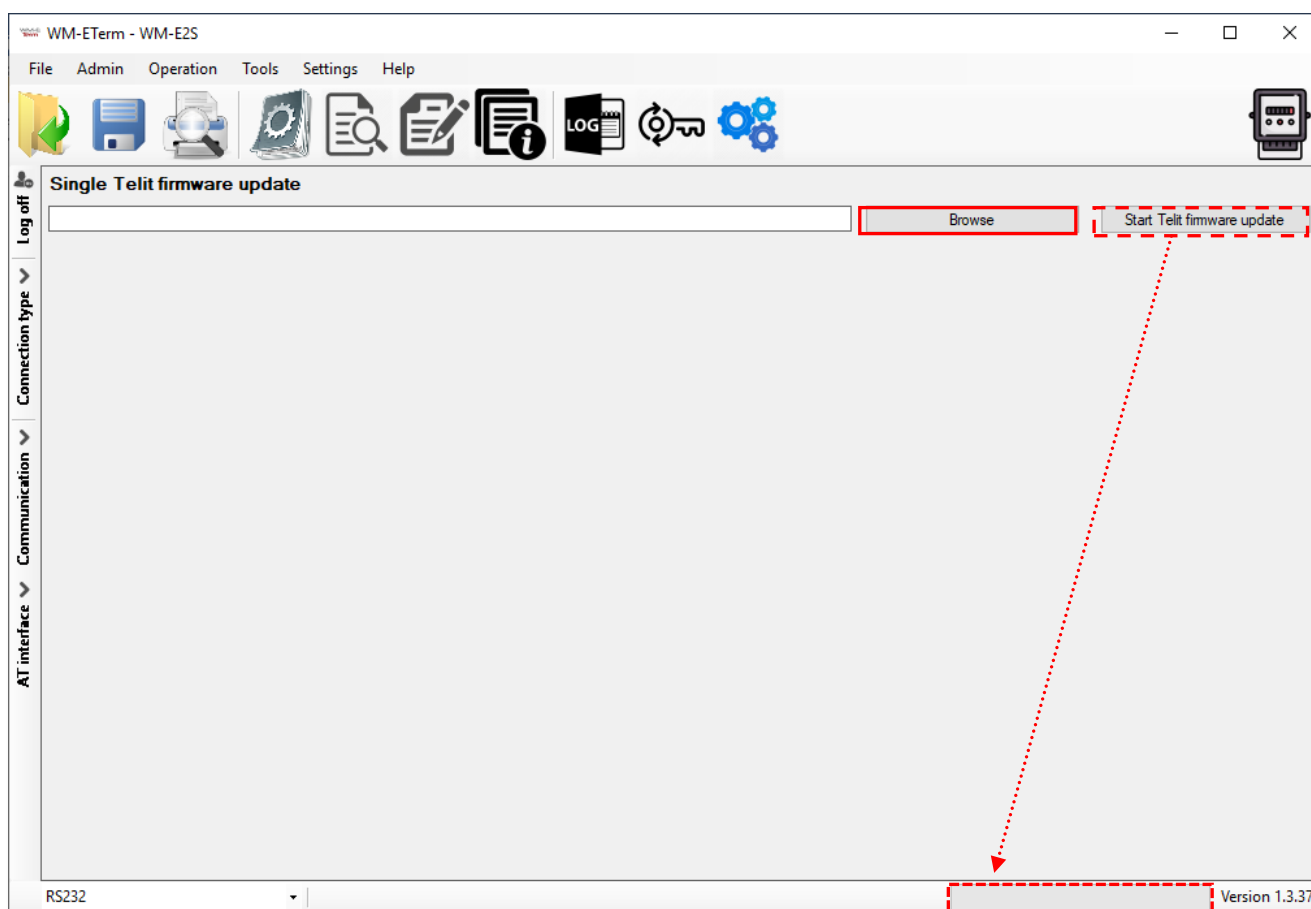 WM-ETerm - WM-E2S
File Admin Operation Tools Settings Help
LOG
Log off
Connection type
Communication
AT interface
Single Telit firmware update
Browse
Start Telit firmware update
RS232
Version 1.3.37